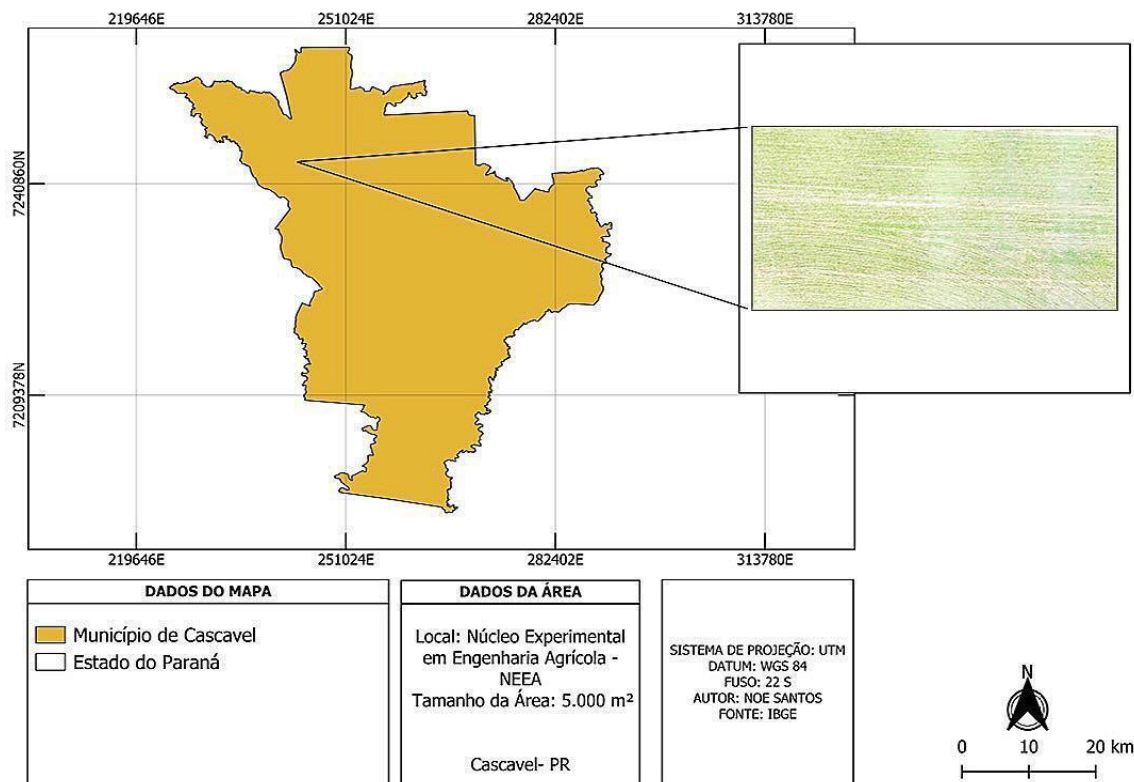 219646E
251024E
282402E
313780E
7240860N
7209378N
219646E
251024E
282402E
313780E
DADOS DO MAPA
Município de Cascavel
Estado do Paraná
DADOS DA ÁREA
Local: Núcleo Experimental
em Engenharia Agrícola -
NEEA
Tamanho da Área: 5.000 m²
Cascavel- PR
SISTEMA DE PROJEÇÃO: UTM
DATUM: WGS 84
FUSO: 22 S
AUTOR: NOE SANTOS
FONTE: IBGE
N
0 10 20 km